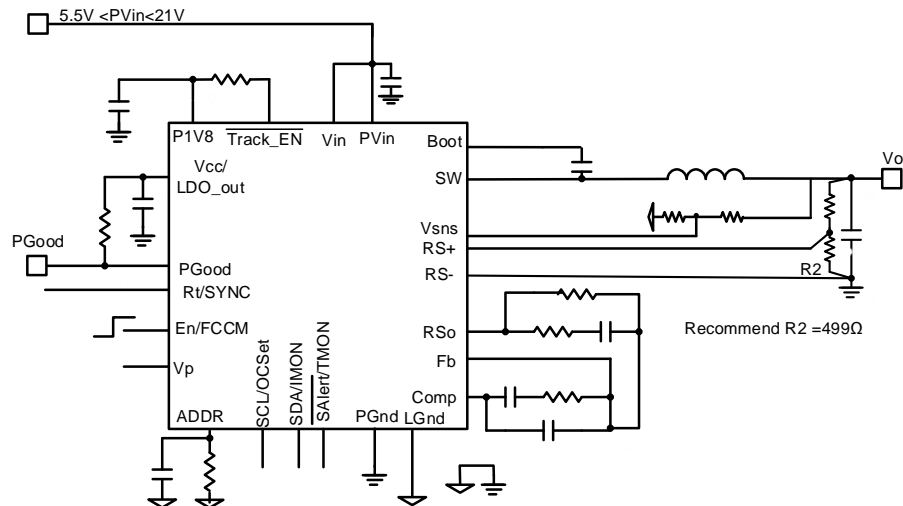 5.5V <PVin<21V
P1V8
Track_EN
Vin
PVin
Boot
Vcc/
LDO_out
SW
Vo
Vsns
PGood
RS+
PGood
RS-
R2
Rt/SYNC
En/FCCM
RSo
Recommend R2 =499Ω
Fb
Vp
Comp
ADDR
SCL/OCSet
SDA/IMON
SAlert/TMON
PGnd
LGnd